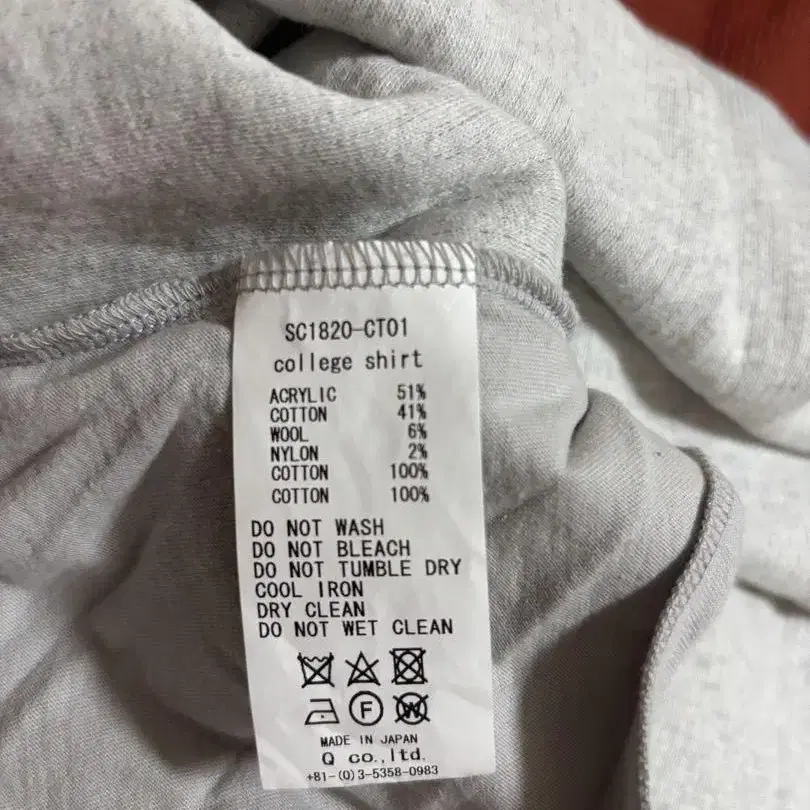 SC1820-CT01
college shirt
ACRYLIC 51%
COTTON 41%
WOOL 6%
NYLON 2%
COTTON 100%
COTTON 100%
DO NOT WASH
DO NOT BLEACH
DO NOT TUMBLE DRY
COOL IRON
DRY CLEAN
DO NOT WET CLEAN
F W
MADE IN JAPAN
Q co.,ltd.
+81-(0)3-5358-0983